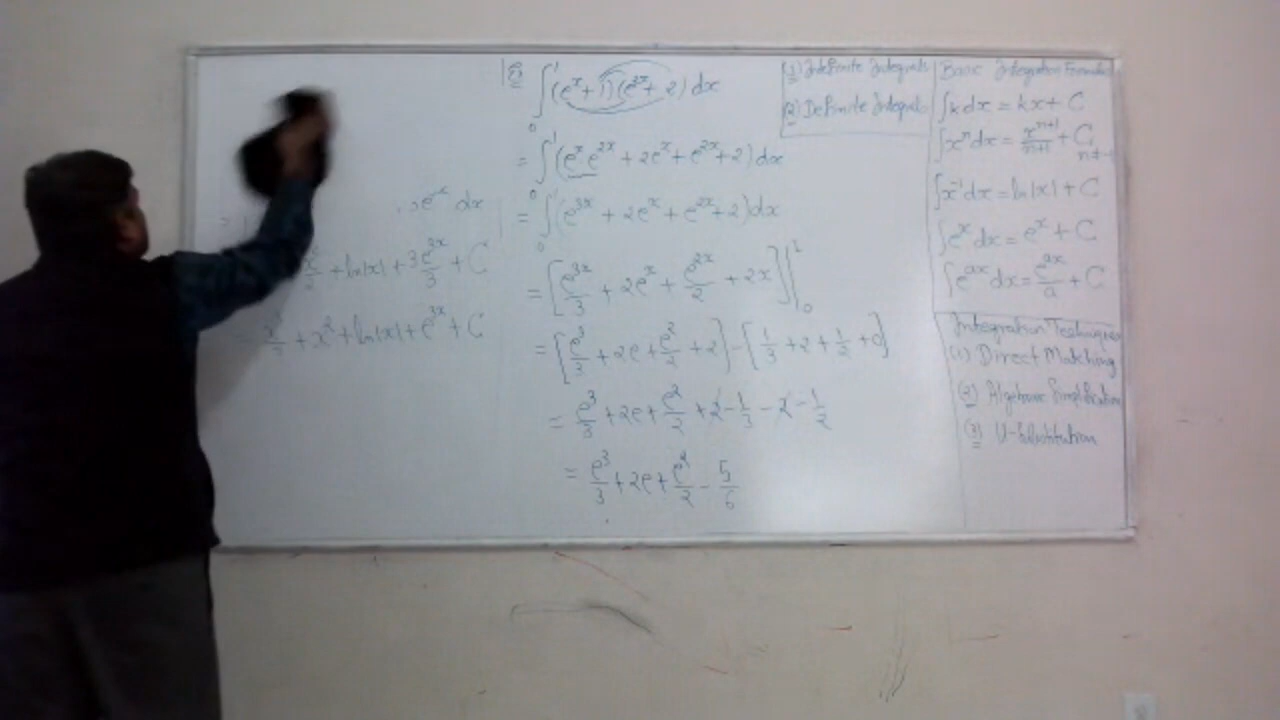 e⁻ˣ dx
x²/2 + ln|x| + 3e³ˣ/3 + C
+ x² + ln|x| + e³ˣ + C
Q ∫₀¹ (eˣ + 1)(e²ˣ + 2) dx
= ∫₀¹ (eˣ e²ˣ + 2eˣ + e²ˣ + 2) dx
= ∫₀¹ (e³ˣ + 2eˣ + e²ˣ + 2) dx
= [e³ˣ/3 + 2eˣ + e²ˣ/2 + 2x]|₀¹
= [e³/3 + 2e + e²/2 + 2] - [1/3 + 2 + 1/2 + 0]
= e³/3 + 2e + e²/2 + 2 - 1/3 - 2 - 1/2
= e³/3 + 2e + e²/2 - 5/6
(1) Indefinite Integrals
(2) Definite Integrals
Basic Integration Formulas
∫k dx = kx + C
∫xⁿ dx = xⁿ⁺¹/n+1 + C, n≠-1
∫x⁻¹ dx = ln|x| + C
∫eˣ dx = eˣ + C
∫eᵃˣ dx = eᵃˣ/a + C
Integration Techniques
(1) Direct Matching
(2) Algebraic Simplification
(3) U-Substitution